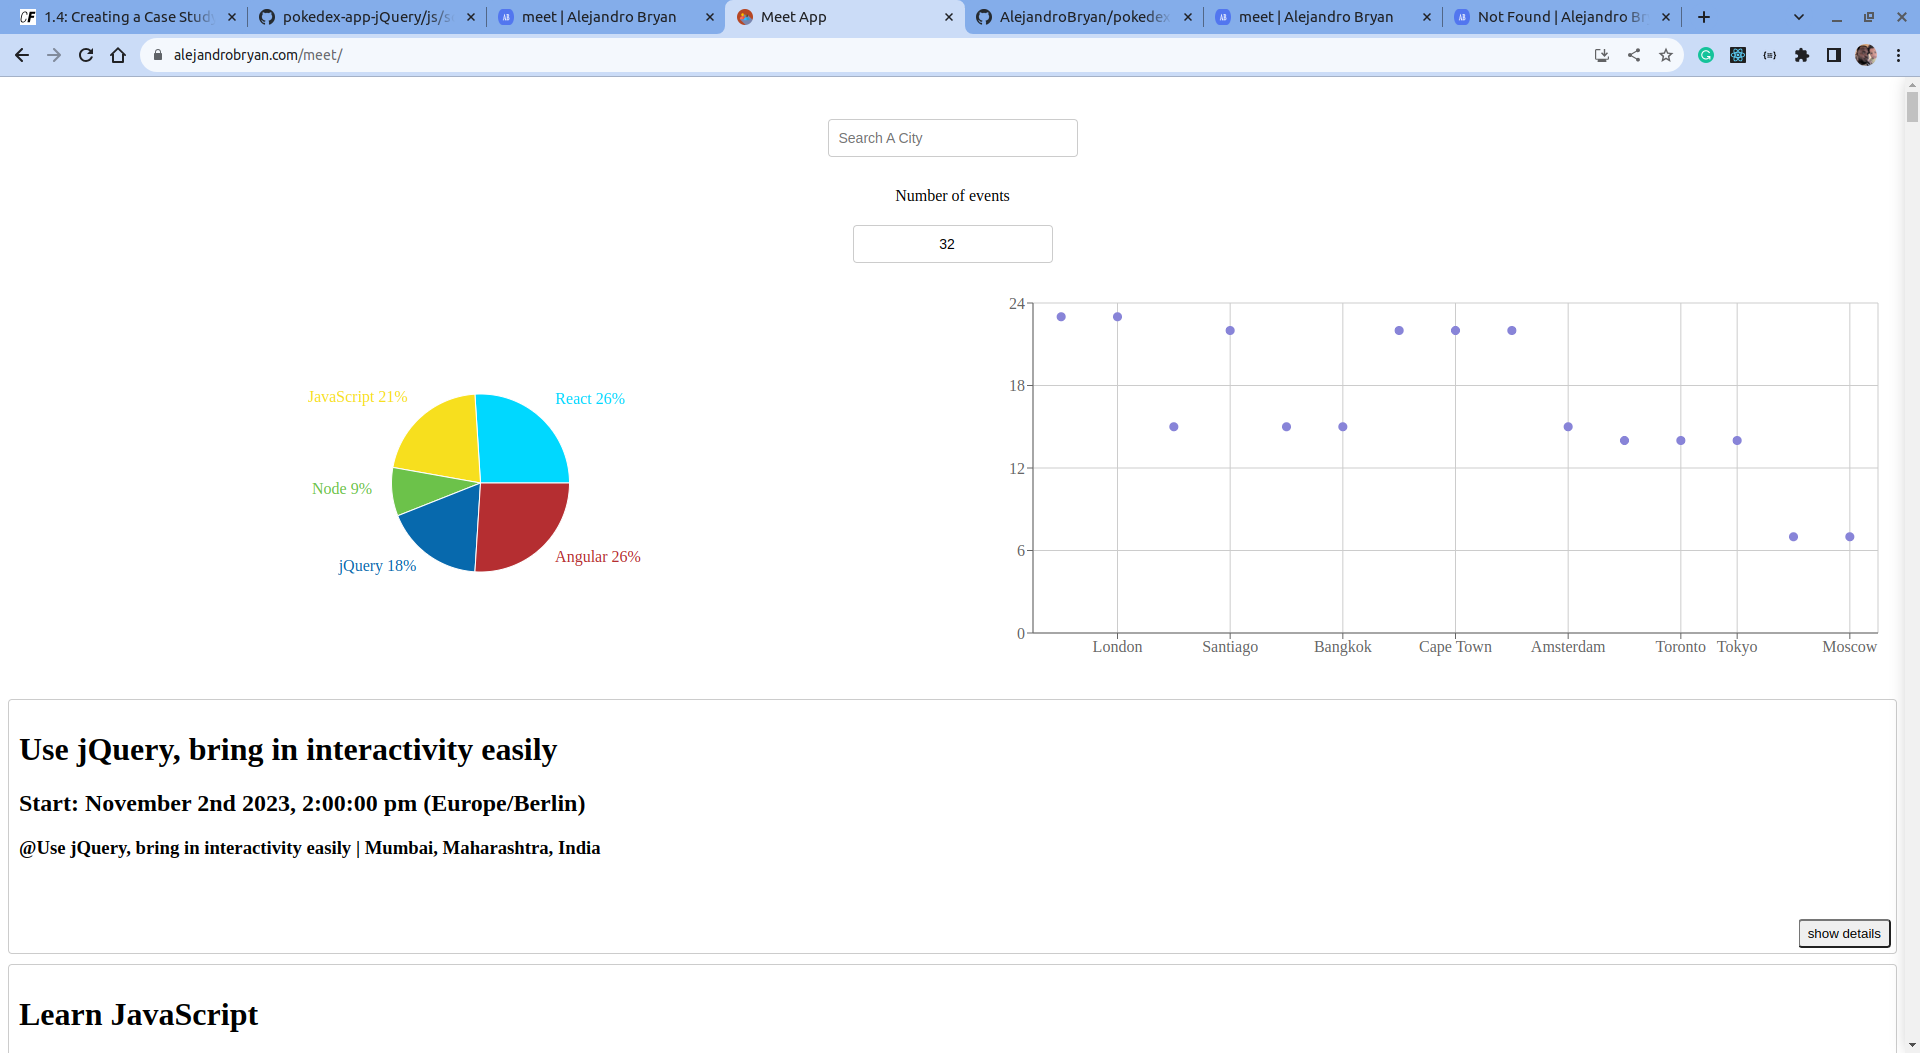 1.4: Creating a Case Stud
pokedex-app-jQuery/js/s
meet | Alejandro Bryan
Meet App
AlejandroBryan/pokedex
meet | Alejandro Bryan
Not Found | Alejandro Br
alejandrobryan.com/meet/
Search A City
Number of events
32
JavaScript 21%
React 26%
Node 9%
jQuery 18%
Angular 26%
24
18
12
6
0
London Santiago Bangkok Cape Town Amsterdam Toronto Tokyo Moscow
Use jQuery, bring in interactivity easily
Start: November 2nd 2023, 2:00:00 pm (Europe/Berlin)
@Use jQuery, bring in interactivity easily | Mumbai, Maharashtra, India
show details
Learn JavaScript